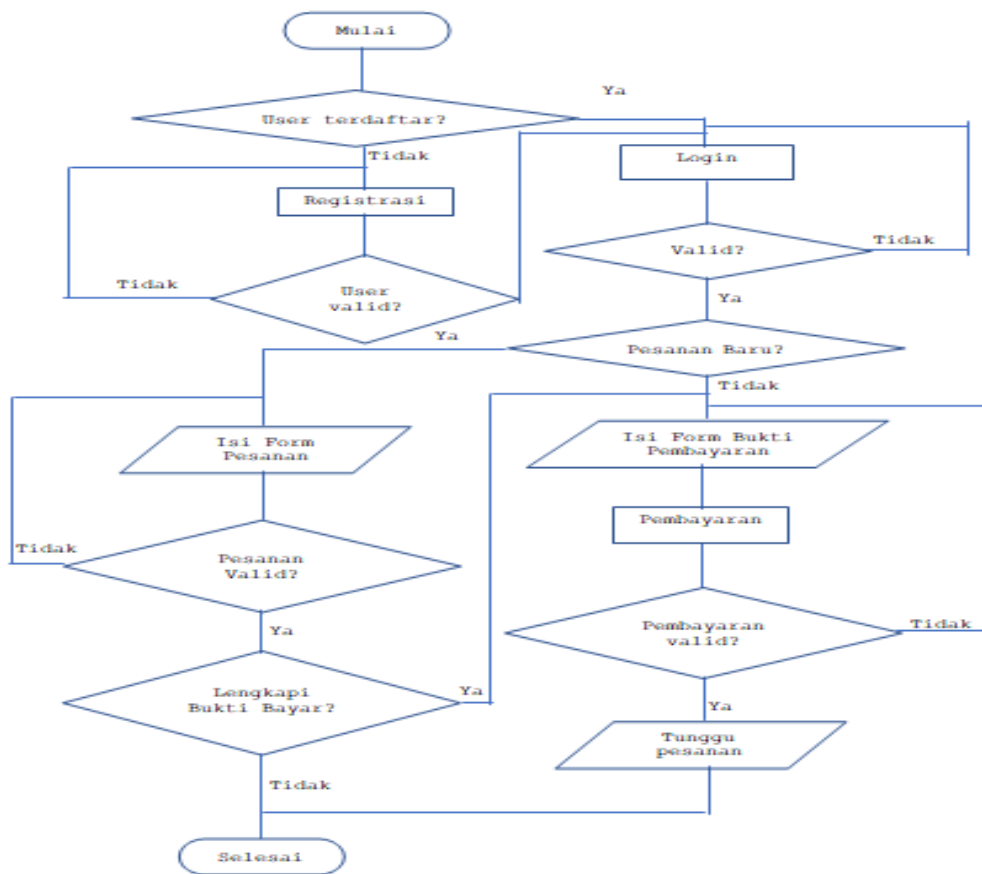 Mulai
Ya
User terdaftar?
Tidak
Login
Registrasi
Valid?
Tidak
Tidak
User
valid?
Ya
Ya
Pesanan Baru?
Tidak
Isi Form
Pesanan
Isi Form Bukti
Pembayaran
Pembayaran
Tidak
Pesanan
Valid?
Pembayaran
valid?
Tidak
Ya
Lengkapi
Bukti Bayar?
Ya
Ya
Tunggu
pesanan
Tidak
Selesai